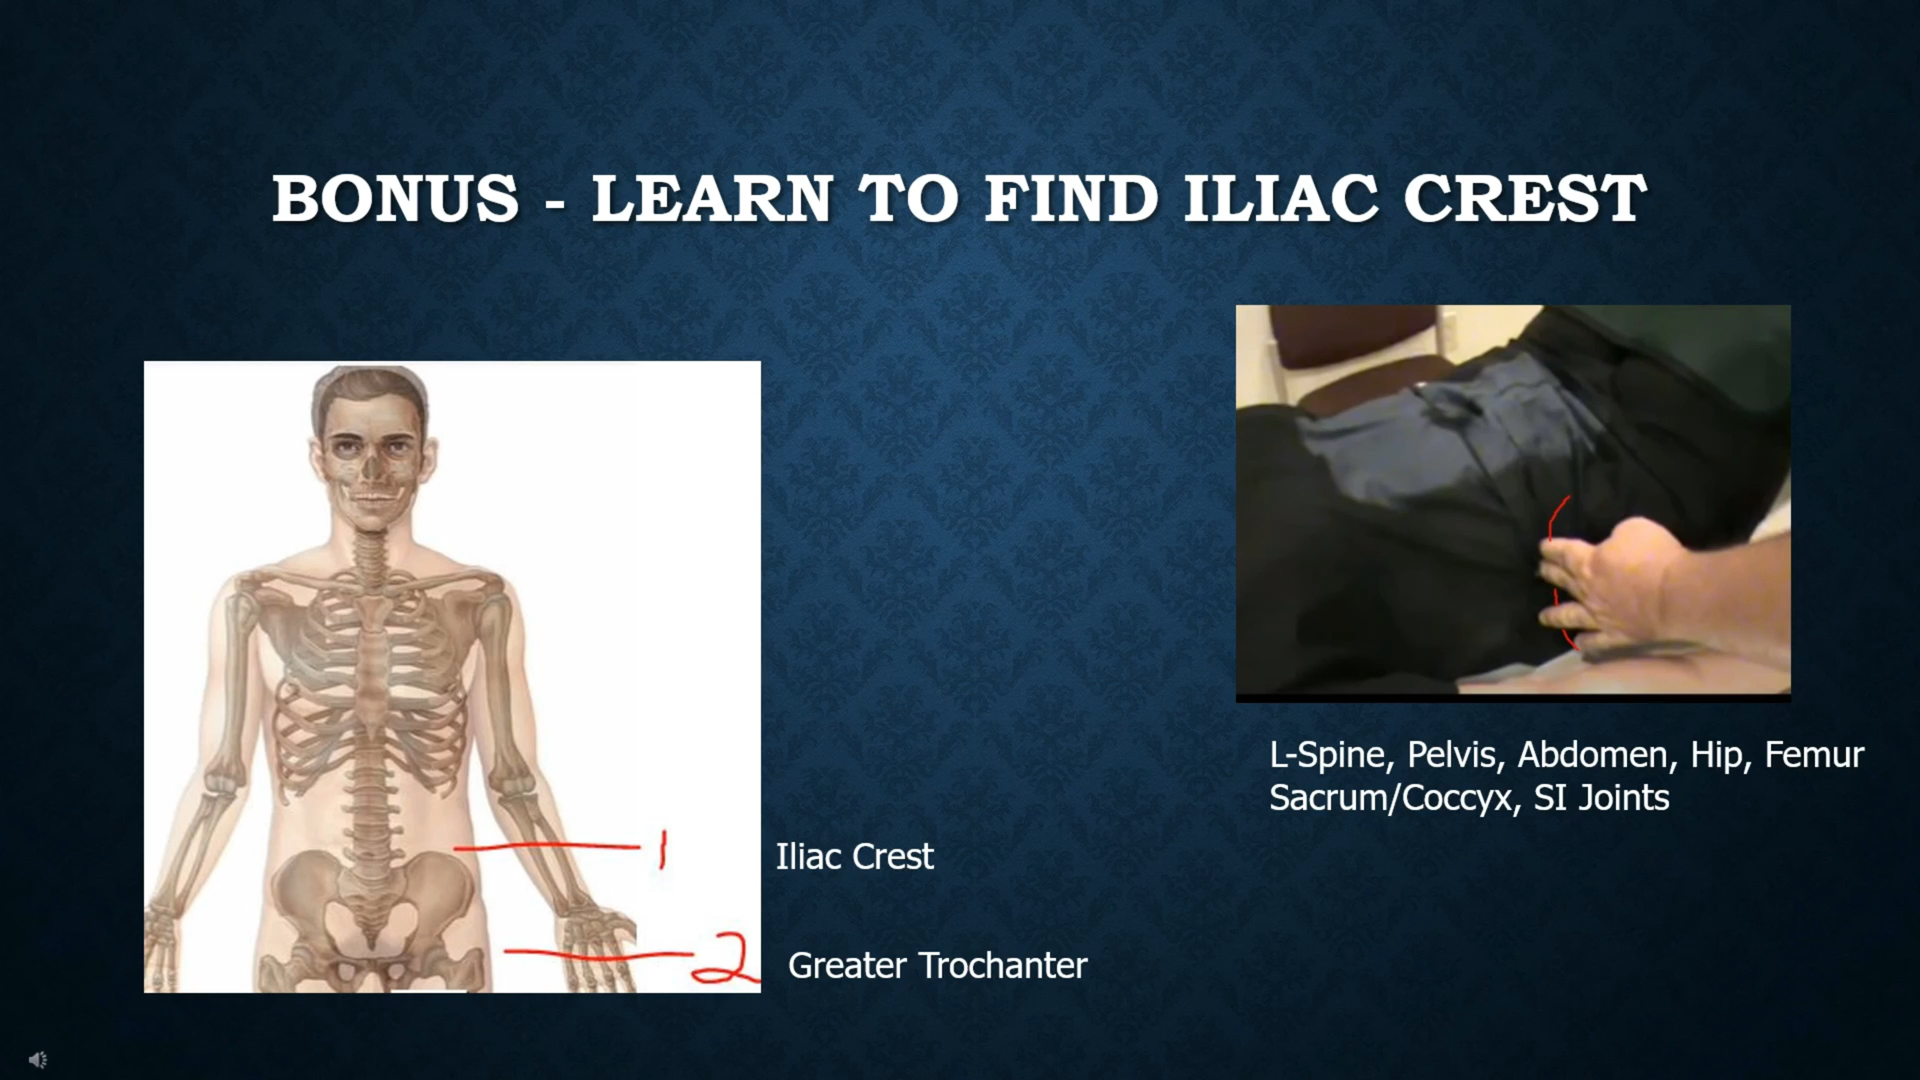 BONUS - LEARN TO FIND ILIAC CREST
1
Iliac Crest
2
Greater Trochanter
L-Spine, Pelvis, Abdomen, Hip, Femur
Sacrum/Coccyx, SI Joints